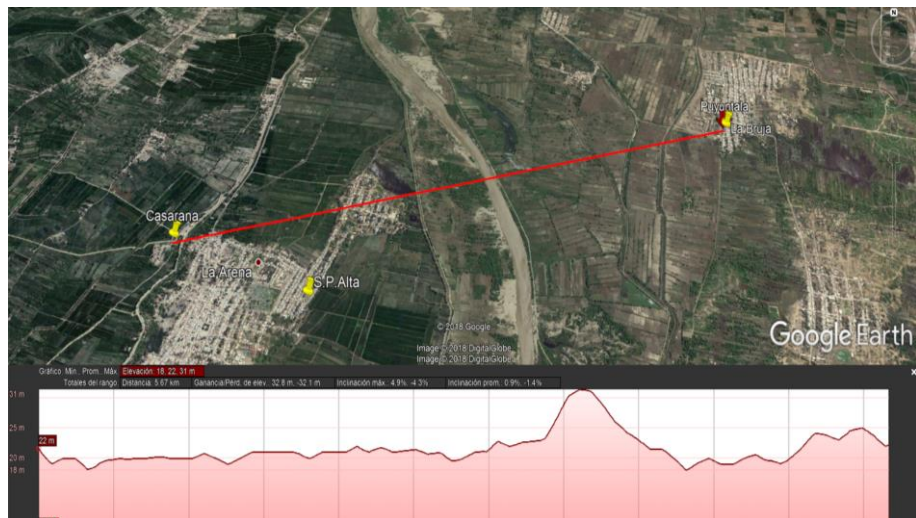 N
Puyuntala
La Bruja
Casarana
La Arena
S.P.Alta
© 2018 Google
Image © 2018 DigitalGlobe
Image © 2018 DigitalGlobe
Google Earth
Gráfico Mín., Prom., Máx. Elevación: 18, 22, 31 m
Totales del rango: Distancia: 5.67 km Ganancia/Pérd. de elev.: 32.8 m, -32.1 m Inclinación máx.: 4.9%, -4.3% Inclinación prom.: 0.9%, -1.4%
31 m
25 m
22 m
20 m
18 m